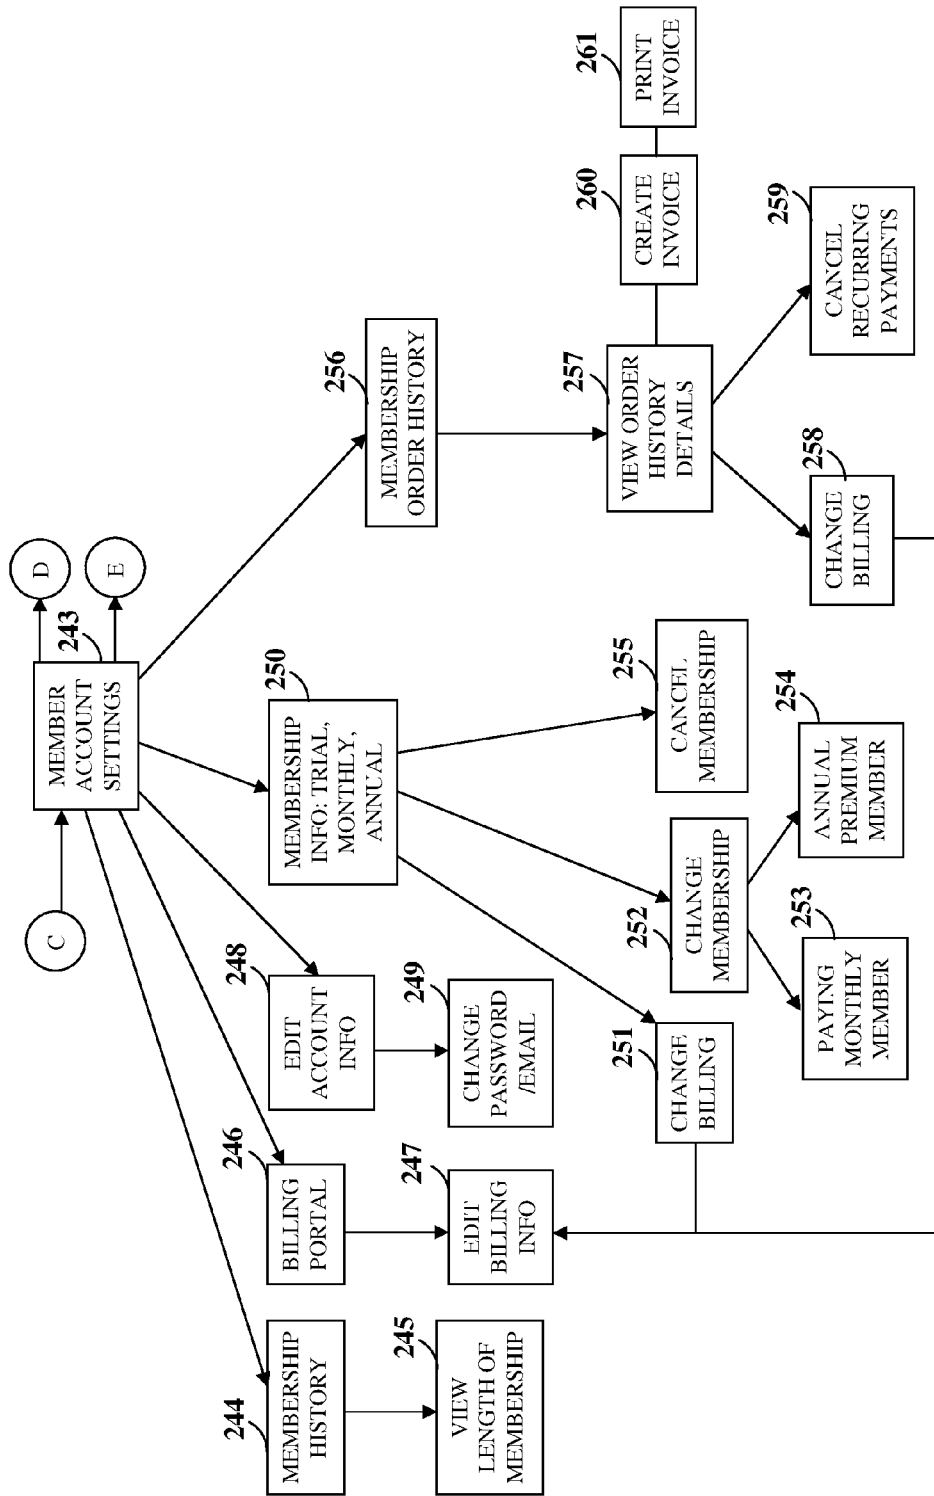 C
D
E
243
MEMBER
ACCOUNT
SETTINGS
244
MEMBERSHIP
HISTORY
246
BILLING
PORTAL
248
EDIT
ACCOUNT
INFO
250
MEMBERSHIP
INFO: TRIAL,
MONTHLY,
ANNUAL
256
MEMBERSHIP
ORDER HISTORY
245
VIEW
LENGTH OF
MEMBERSHIP
247
EDIT
BILLING
INFO
249
CHANGE
PASSWORD
/EMAIL
251
CHANGE
BILLING
252
CHANGE
MEMBERSHIP
255
CANCEL
MEMBERSHIP
257
VIEW ORDER
HISTORY
DETAILS
260
CREATE
INVOICE
261
PRINT
INVOICE
253
PAYING
MONTHLY
MEMBER
254
ANNUAL
PREMIUM
MEMBER
258
CHANGE
BILLING
259
CANCEL
RECURRING
PAYMENTS